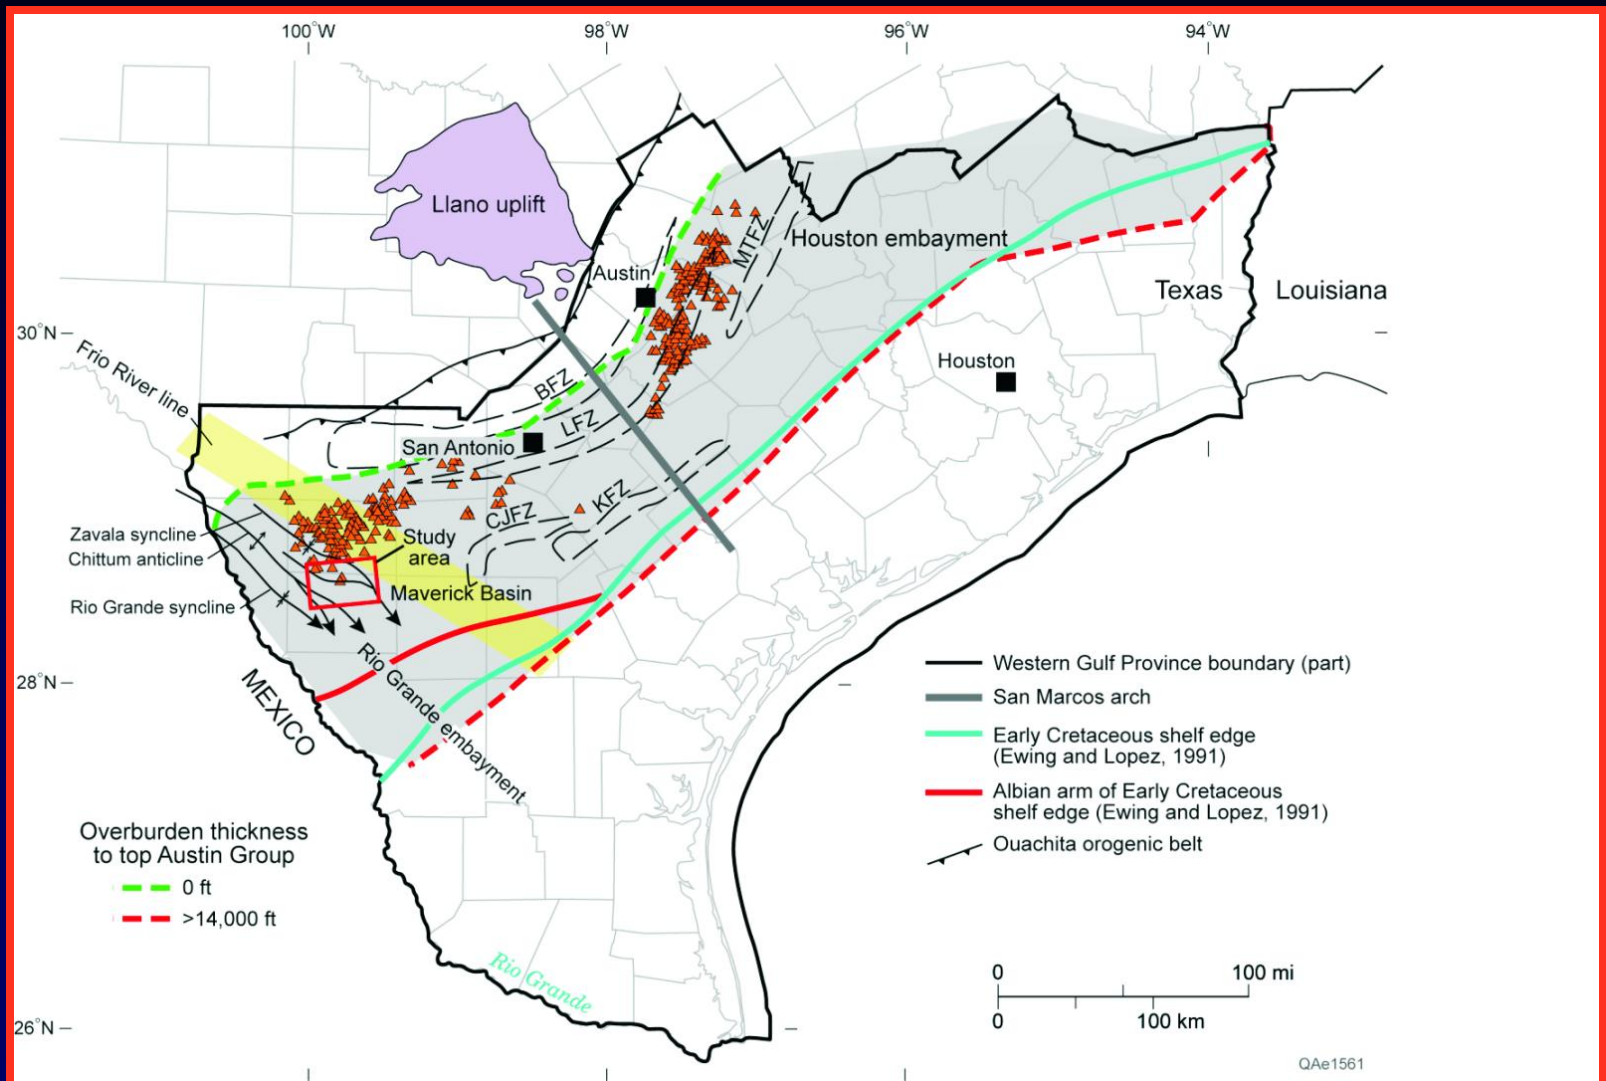 100°W
98°W
96°W
94°W
Llano uplift
MTFZ
Houston embayment
Austin
Texas
Louisiana
30°N
Frio River line
Houston
BFZ
LFZ
San Antonio
KFZ
CJFZ
Zavala syncline
Chittum anticline
Rio Grande syncline
Study
area
Maverick Basin
Rio Grande embayment
28°N
MEXICO
Western Gulf Province boundary (part)
San Marcos arch
Early Cretaceous shelf edge
(Ewing and Lopez, 1991)
Albian arm of Early Cretaceous
shelf edge (Ewing and Lopez, 1991)
Ouachita orogenic belt
Overburden thickness
to top Austin Group
0 ft
>14,000 ft
Rio Grande
0
100 mi
0
100 km
26°N
QAe1561